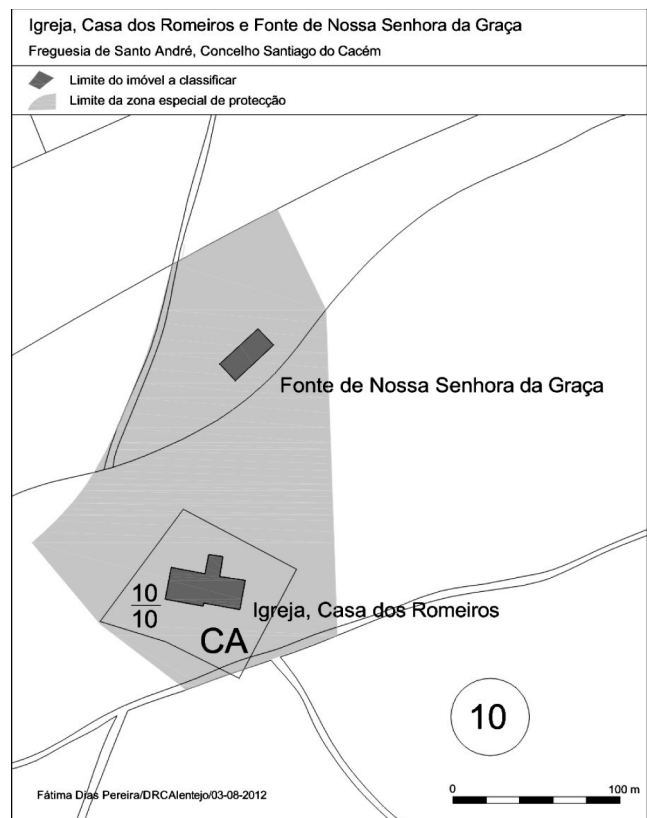 Igreja, Casa dos Romeiros e Fonte de Nossa Senhora da Graça
Freguesia de Santo André, Concelho Santiago do Cacém
Limite do imóvel a classificar
Limite da zona especial de protecção
Fonte de Nossa Senhora da Graça
10
10
Igreja, Casa dos Romeiros
CA
10
Fátima Dias Pereira/DRCAlentejo/03-08-2012
0 100 m